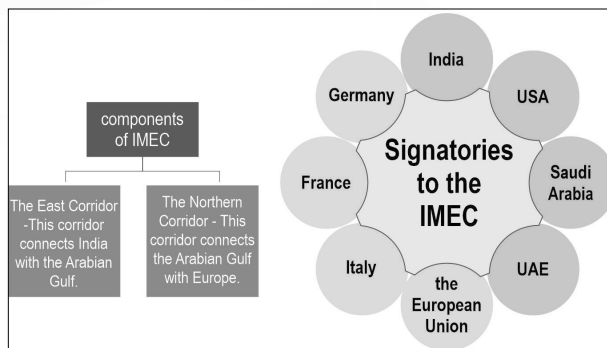 components
of IMEC
The East Corridor
-This corridor
connects India
with the Arabian
Gulf.
The Northern
Corridor - This
corridor connects
the Arabian Gulf
with Europe.
Signatories
to the
IMEC
India
USA
Saudi
Arabia
UAE
the
European
Union
Italy
France
Germany